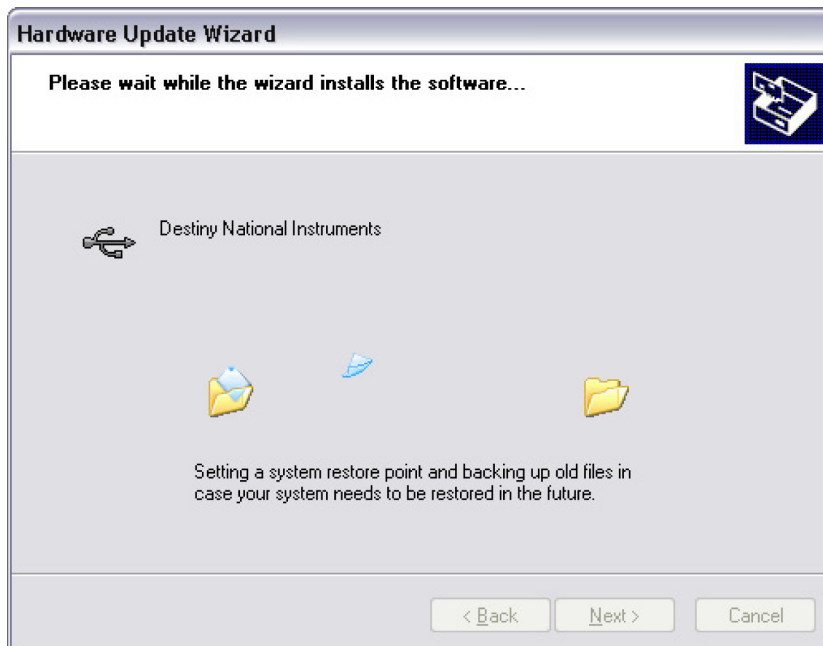 Hardware Update Wizard
Please wait while the wizard installs the software...
Destiny National Instruments
Setting a system restore point and backing up old files in
case your system needs to be restored in the future.
< Back
Next >
Cancel